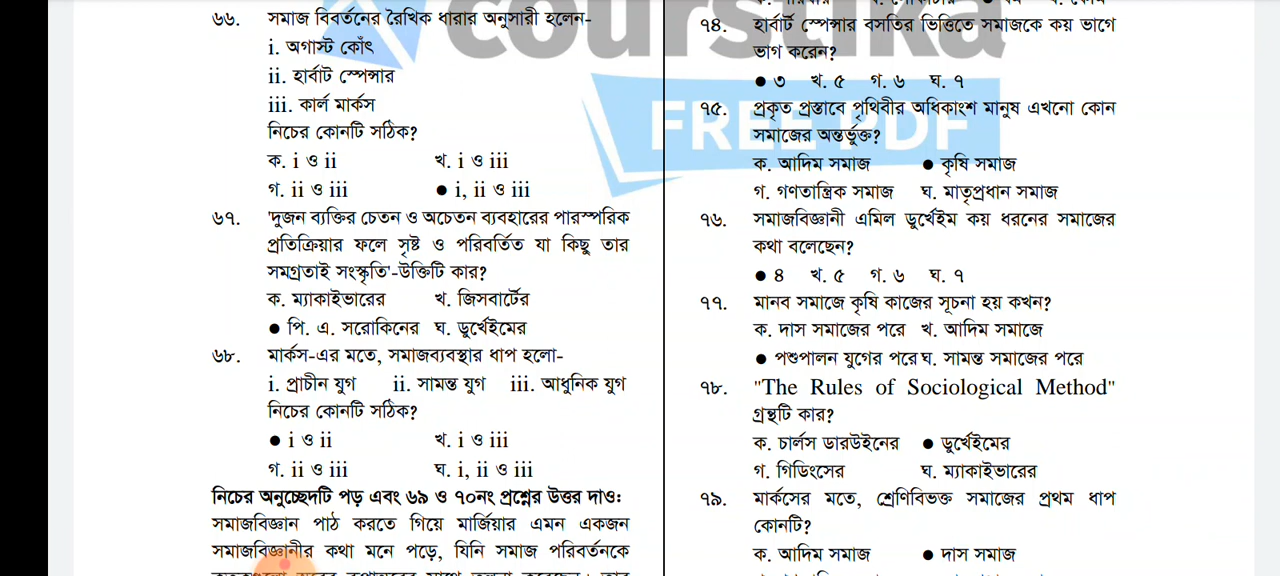 ৬৬. সমাজ বিবর্তনের রৈখিক ধারার অনুসারী হলেন-
i. অগাস্ট কোঁৎ
ii. হার্বাট স্পেন্সার
iii. কার্ল মার্কস
নিচের কোনটি সঠিক?
ক. i ও ii খ. i ও iii
গ. ii ও iii ● i, ii ও iii
৬৭. 'দুজন ব্যক্তির চেতন ও অচেতন ব্যবহারের পারস্পরিক
প্রতিক্রিয়ার ফলে সৃষ্ট ও পরিবর্তিত যা কিছু তার
সমগ্রতাই সংস্কৃতি'-উক্তিটি কার?
ক. ম্যাকাইভারের খ. জিসবার্টের
● পি. এ. সরোকিনের ঘ. ডুর্খেইমের
৬৮. মার্কস-এর মতে, সমাজব্যবস্থার ধাপ হলো-
i. প্রাচীন যুগ ii. সামন্ত যুগ iii. আধুনিক যুগ
নিচের কোনটি সঠিক?
● i ও ii খ. i ও iii
গ. ii ও iii ঘ. i, ii ও iii
নিচের অনুচ্ছেদটি পড় এবং ৬৯ ও ৭০নং প্রশ্নের উত্তর দাও:
সমাজবিজ্ঞান পাঠ করতে গিয়ে মার্জিয়ার এমন একজন
সমাজবিজ্ঞানীর কথা মনে পড়ে, যিনি সমাজ পরিবর্তনকে
৭৪. হার্বার্ট স্পেন্সার বসতির ভিত্তিতে সমাজকে কয় ভাগে
ভাগ করেন?
● ৩ খ. ৫ গ. ৬ ঘ. ৭
৭৫. প্রকৃত প্রস্তাবে পৃথিবীর অধিকাংশ মানুষ এখনো কোন
সমাজের অন্তর্ভুক্ত?
ক. আদিম সমাজ ● কৃষি সমাজ
গ. গণতান্ত্রিক সমাজ ঘ. মাতৃপ্রধান সমাজ
৭৬. সমাজবিজ্ঞানী এমিল ডুর্খেইম কয় ধরনের সমাজের
কথা বলেছেন?
● ৪ খ. ৫ গ. ৬ ঘ. ৭
৭৭. মানব সমাজে কৃষি কাজের সূচনা হয় কখন?
ক. দাস সমাজের পরে খ. আদিম সমাজে
● পশুপালন যুগের পরে ঘ. সামন্ত সমাজের পরে
৭৮. "The Rules of Sociological Method"
গ্রন্থটি কার?
ক. চার্লস ডারউইনের ● ডুর্খেইমের
গ. গিডিংসের ঘ. ম্যাকাইভারের
৭৯. মার্কসের মতে, শ্রেণিবিভক্ত সমাজের প্রথম ধাপ
কোনটি?
ক. আদিম সমাজ ● দাস সমাজ
courstika
FREE PDF